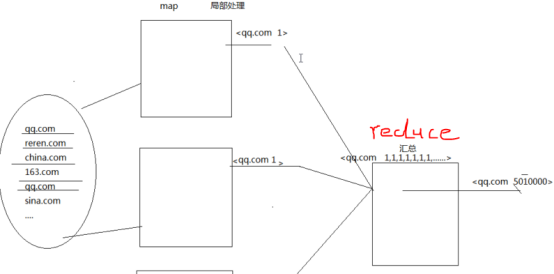 map 局部处理
<qq.com 1>
qq.com
reren.com
china.com
163.com
qq.com
sina.com
....
<qq.com 1 >
reduce
汇总
<qq.com 1,1,1,1,1,1,1,......>
<qq.com 5010000>